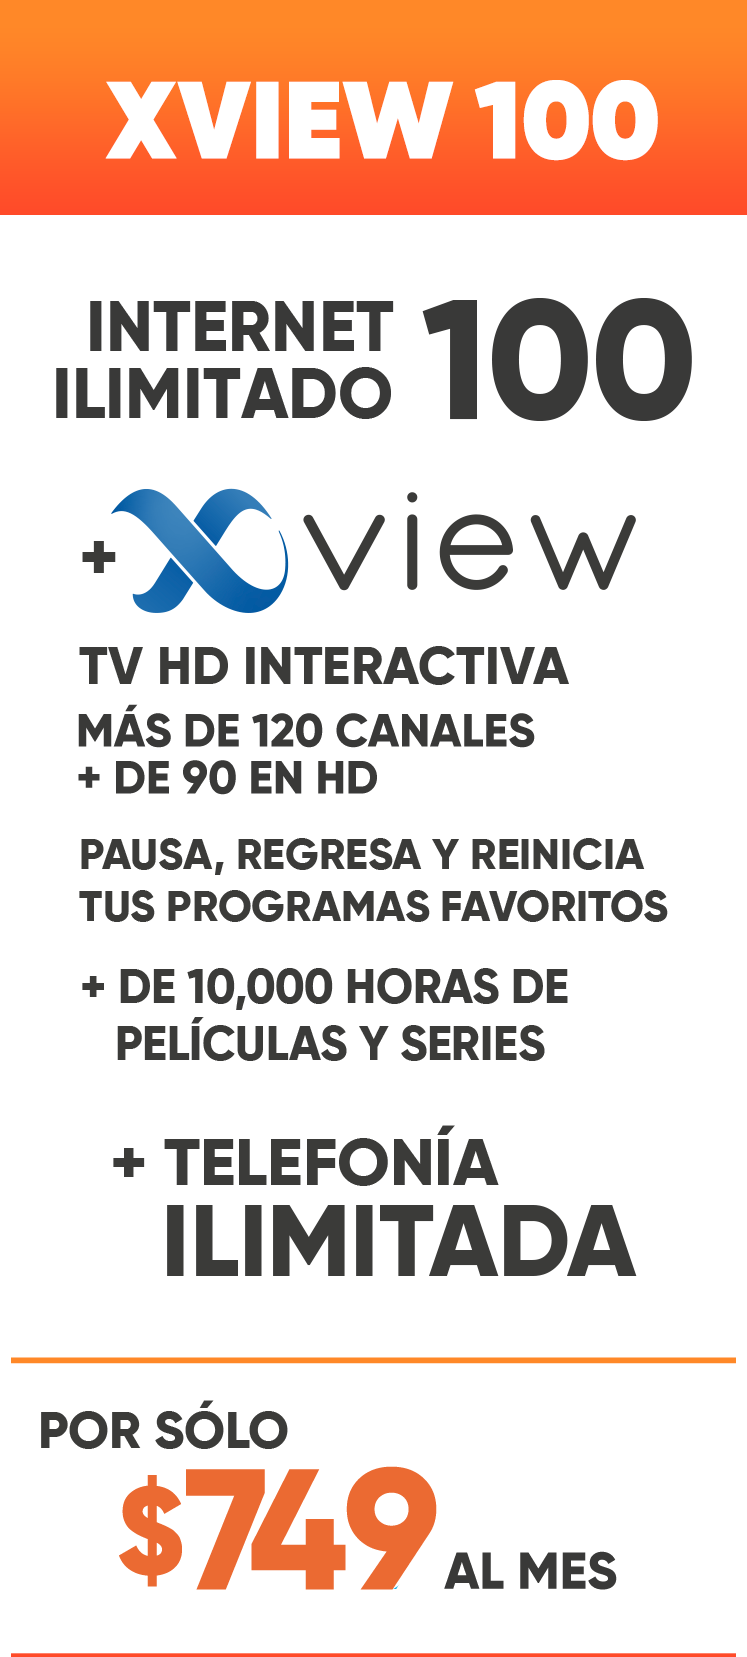 XVIEW 100
INTERNET
ILIMITADO 100
+ Xview
TV HD INTERACTIVA
MÁS DE 120 CANALES
+ DE 90 EN HD
PAUSA, REGRESA Y REINICIA
TUS PROGRAMAS FAVORITOS
+ DE 10,000 HORAS DE
PELÍCULAS Y SERIES
+ TELEFONÍA
ILIMITADA
POR SÓLO
$749 AL MES